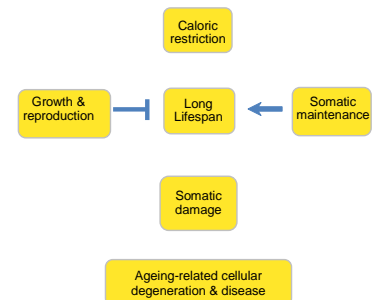 Caloric
restriction
Growth &
reproduction
Long
Lifespan
Somatic
maintenance
Somatic
damage
Ageing-related cellular
degeneration & disease